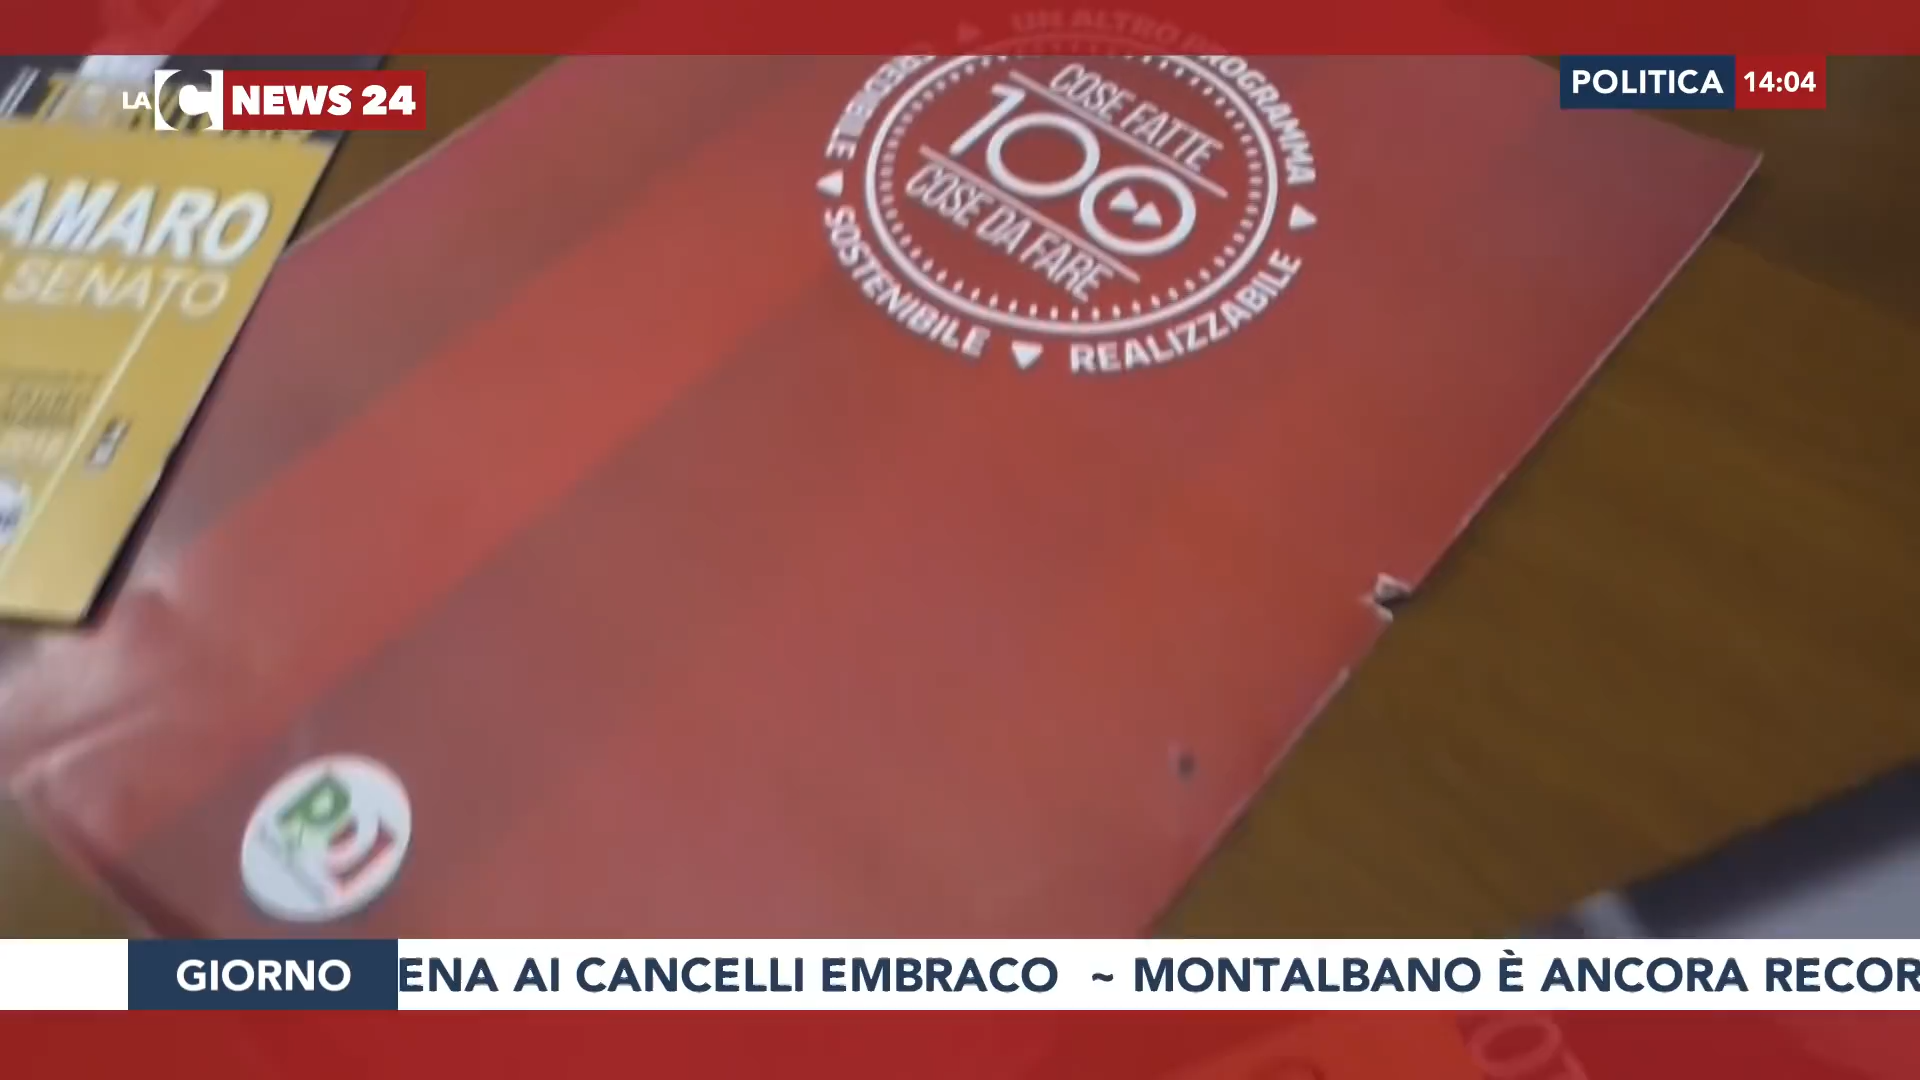 LA C NEWS 24
POLITICA 14:04
AMARO
SENATO
UN ALTRO PROGRAMMA
COSE FATTE
100
COSE DA FARE
CREDIBILE
SOSTENIBILE
REALIZZABILE
PD
GIORNO
ENA AI CANCELLI EMBRACO ~ MONTALBANO È ANCORA RECOR